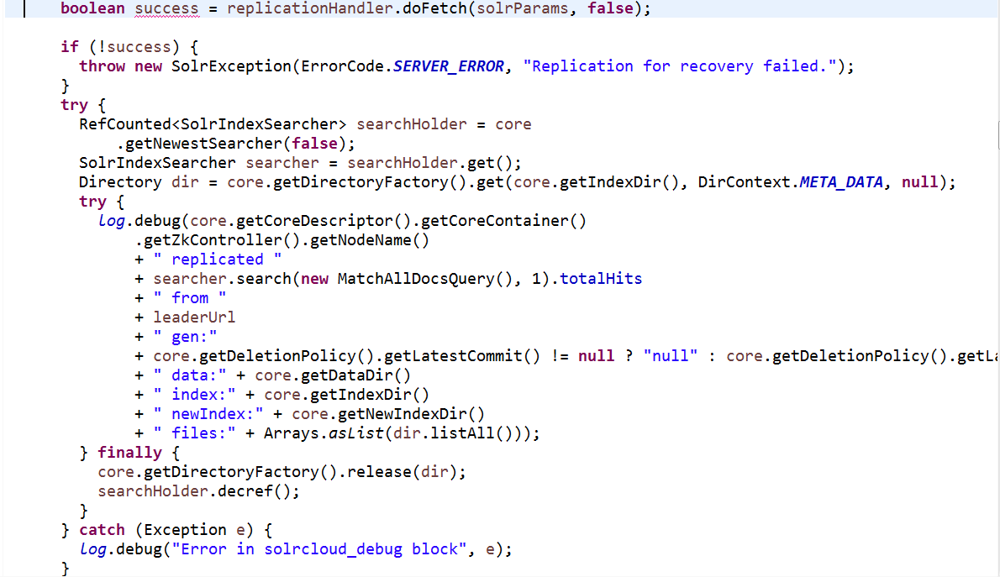 boolean success = replicationHandler.doFetch(solrParams, false);
if (!success) {
throw new SolrException(ErrorCode.SERVER_ERROR, "Replication for recovery failed.");
}
try {
RefCounted<SolrIndexSearcher> searchHolder = core
.getNewestSearcher(false);
SolrIndexSearcher searcher = searchHolder.get();
Directory dir = core.getDirectoryFactory().get(core.getIndexDir(), DirContext.META_DATA, null);
try {
log.debug(core.getCoreDescriptor().getCoreContainer()
.getZkController().getNodeName()
+ " replicated "
+ searcher.search(new MatchAllDocsQuery(), 1).totalHits
+ " from "
+ leaderUrl
+ " gen:"
+ core.getDeletionPolicy().getLatestCommit() != null ? "null" : core.getDeletionPolicy().getLa
+ " data:" + core.getDataDir()
+ " index:" + core.getIndexDir()
+ " newIndex:" + core.getNewIndexDir()
+ " files:" + Arrays.asList(dir.listAll()));
} finally {
core.getDirectoryFactory().release(dir);
searchHolder.decref();
}
} catch (Exception e) {
log.debug("Error in solrcloud_debug block", e);
}